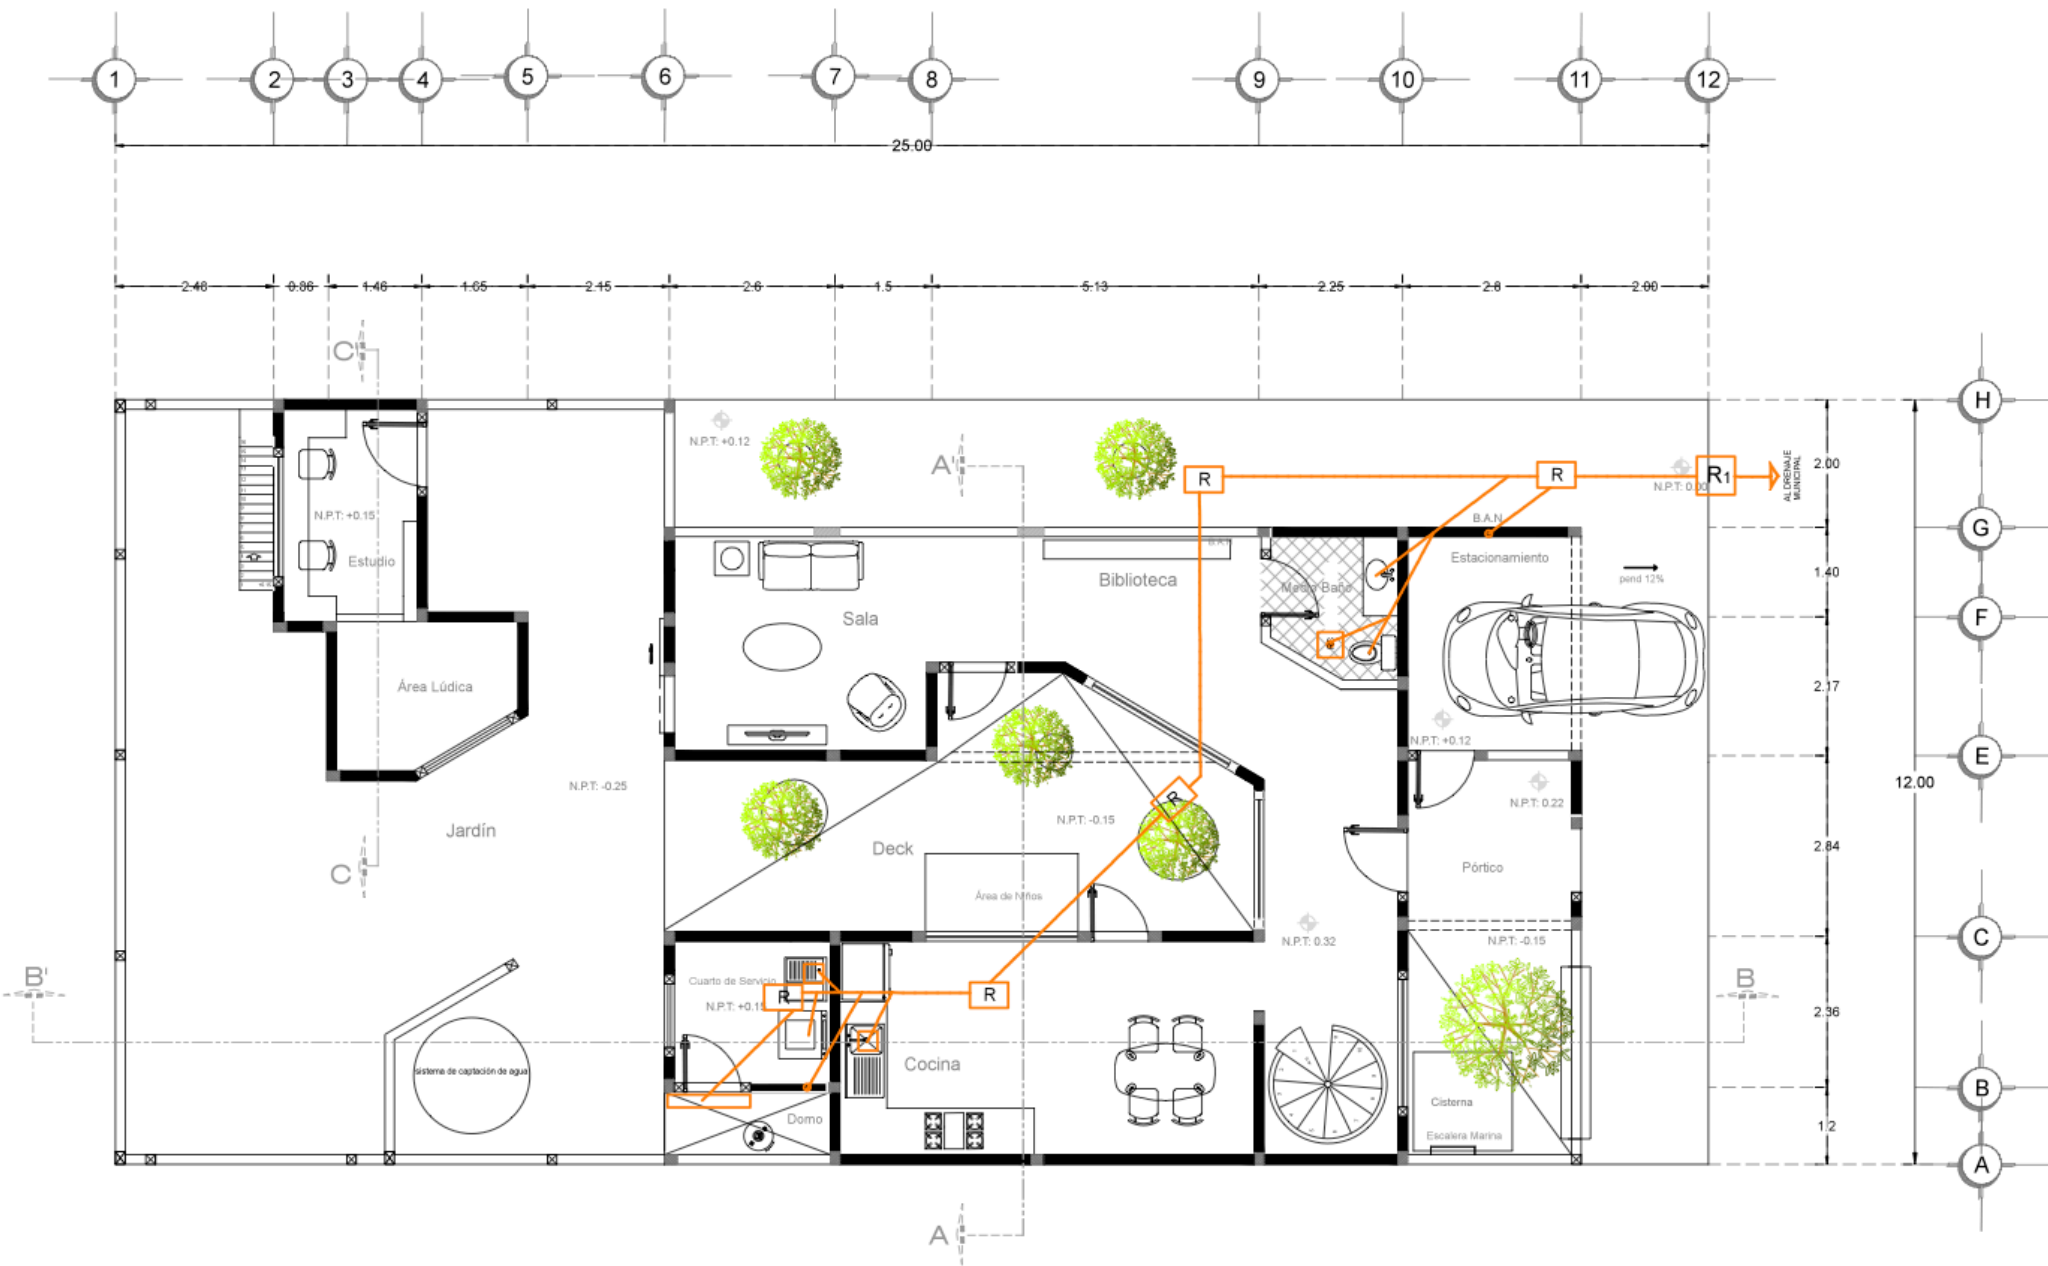 1 2 3 4 5 6 7 8 9 10 11 12
25.00
2.48 0.86 1.46 1.65 2.15 2.6 1.5 5.13 2.25 2.8 2.00
C'
H
N.P.T: +0.12
A'
2.00
R
R
R1
AL DRENAJE
MUNICIPAL
N.P.T: 0.00
N.P.T: +0.15
B.A.N
G
Estudio
Biblioteca
Medio Baño
Estacionamiento
pend 12%
1.40
Sala
F
Área Lúdica
2.17
N.P.T: +0.12
E
N.P.T: -0.25
12.00
R
N.P.T: 0.22
Jardín
N.P.T: -0.15
Deck
2.84
C
Pórtico
Área de Niños
N.P.T: 0.32
N.P.T: -0.15
C
B'
Cuarto de Servicio
R
N.P.T: +0.15
R
B
2.36
Cocina
sistema de captación de agua
B
Domo
Cisterna
1.2
Escalera Marina
A
A